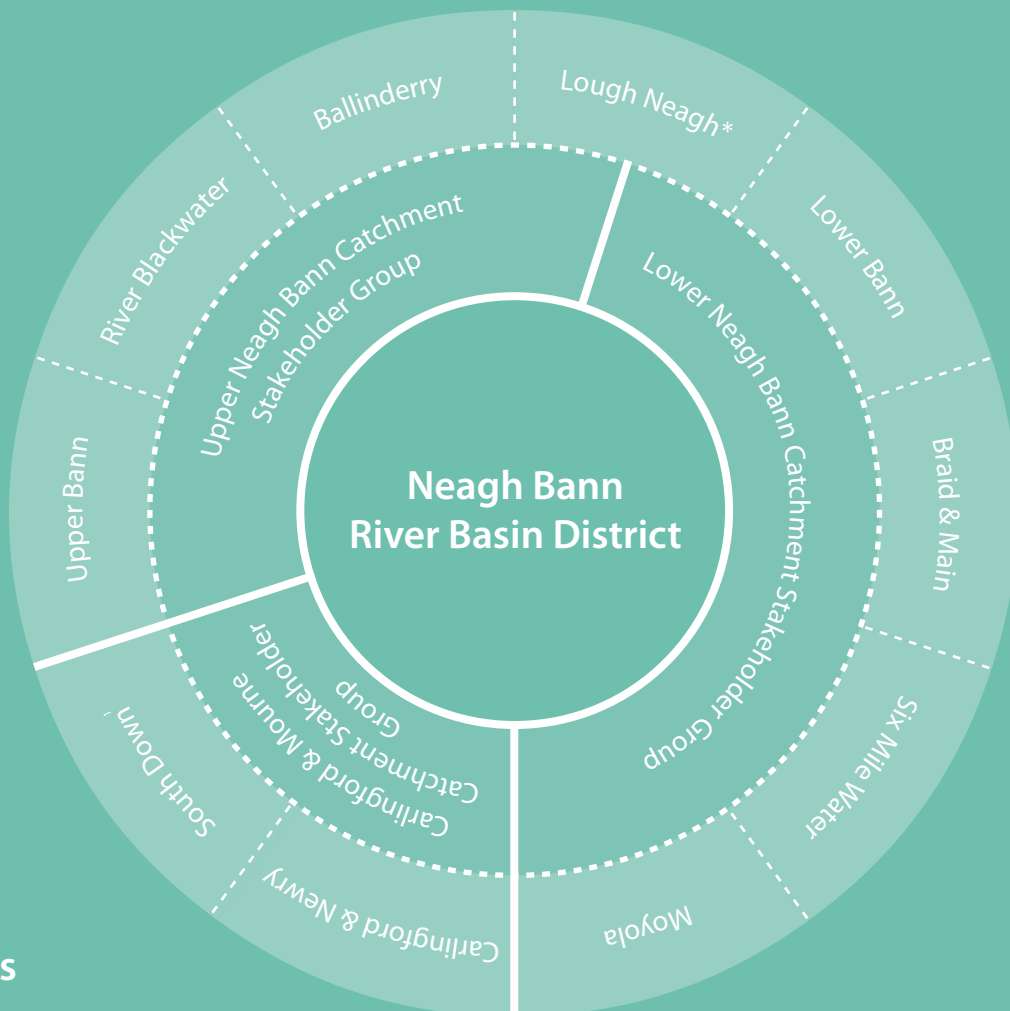 Neagh Bann
River Basin District
Upper Neagh Bann Catchment
Stakeholder Group
Lower Neagh Bann Catchment Stakeholder Group
Carlingford & Mourne
Catchment Stakeholder
Group
Ballinderry
Lough Neagh*
Lower Bann
Braid & Main
Six Mile Water
Moyola
Carlingford & Newry
South Down
Upper Bann
River Blackwater
s